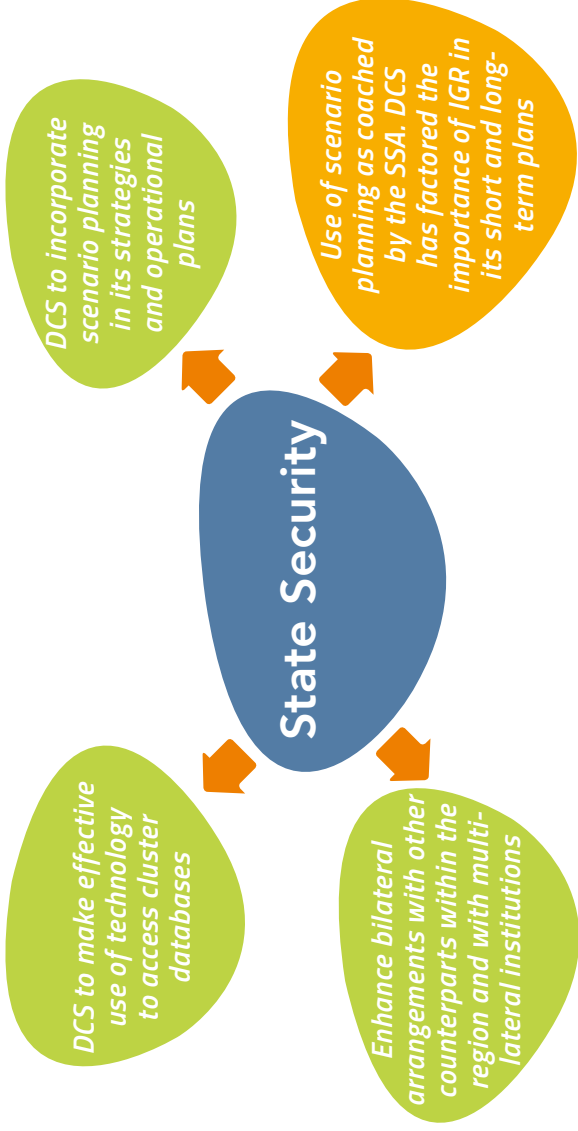 DCS to make effective
use of technology
to access cluster
databases
DCS to incorporate
scenario planning
in its strategies
and operational
plans
State Security
Enhance bilateral
arrangements with other
counterparts within the
region and with multi-
lateral institutions
Use of scenario
planning as coached
by the SSA. DCS
has factored the
importance of IGR in
its short and long-
term plans